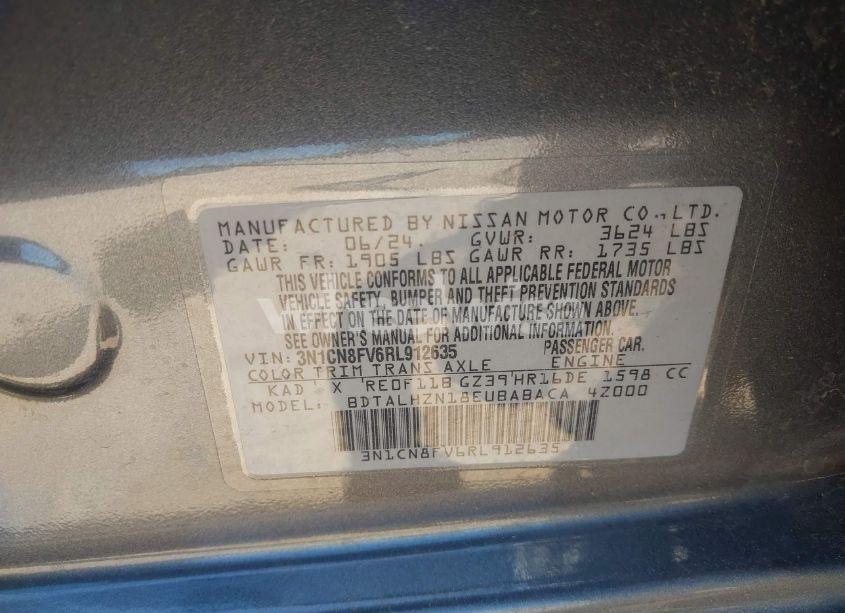 MANUFACTURED BY NISSAN MOTOR CO., LTD.
DATE: 06/24. GVWR: 3624 LBS
GAWR FR: 1905 LBS GAWR RR: 1735 LBS
THIS VEHICLE CONFORMS TO ALL APPLICABLE FEDERAL MOTOR
VEHICLE SAFETY, BUMPER AND THEFT PREVENTION STANDARDS
IN EFFECT ON THE DATE OF MANUFACTURE SHOWN ABOVE.
SEE OWNER'S MANUAL FOR ADDITIONAL INFORMATION.
VIN: 3N1CN8FV6RL912635 PASSENGER CAR.
COLOR TRIM TRANS AXLE ENGINE
KAD X RE0F11B GZ39 HR16DE 1598 CC
MODEL: BDTALHZN18EUBABACA 4Z000
3N1CN8FV6RL912635